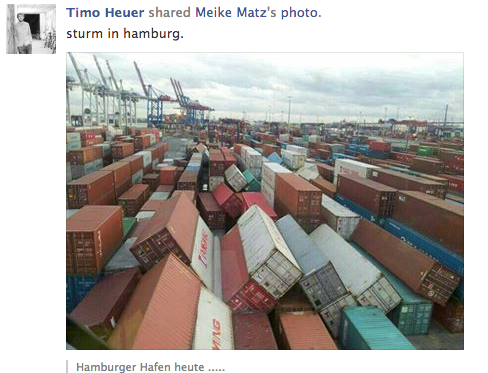 Timo Heuer shared Meike Matz's photo.
sturm in hamburg.
Hamburger Hafen heute .....